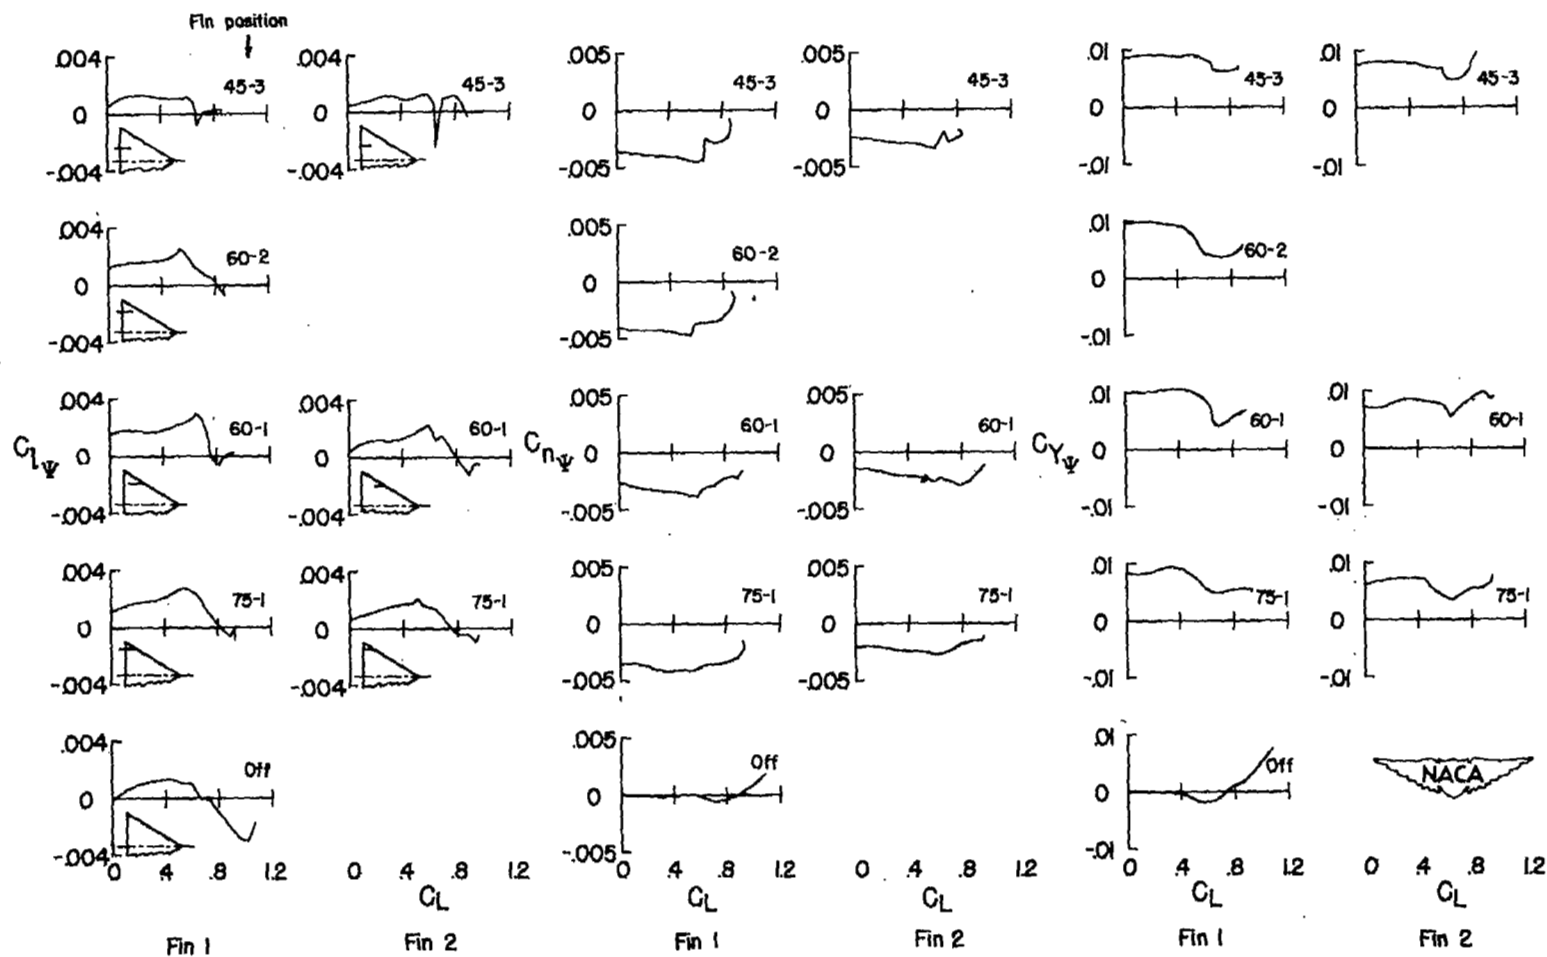 Fin position
.004 .004 .005 .005 .01 .01
45-3 45-3 45-3 45-3 45-3 45-3
0 0 0 0 0 0
-.004 -.004 -.005 -.005 -.01 -.01
.004 .005 .01
60-2 60-2 60-2
0 0 0
-.004 -.005 -.01
.004 .004 .005 .005 .01 .01
60-1 60-1 60-1 60-1 60-1 60-1
C_lΨ 0 0 C_nΨ 0 0 C_YΨ 0 0
-.004 -.004 -.005 -.005 -.01 -.01
.004 .004 .005 .005 .01 .01
75-1 75-1 75-1 75-1 75-1 75-1
0 0 0 0 0 0
-.004 -.004 -.005 -.005 -.01 -.01
.004 .005 .01
Off Off Off NACA
0 0 0
-.004 -.005 -.01
0 .4 .8 1.2 0 .4 .8 1.2 0 .4 .8 1.2 0 .4 .8 1.2 0 .4 .8 1.2
C_L C_L C_L C_L
Fin 1 Fin 2 Fin 1 Fin 2 Fin 1 Fin 2